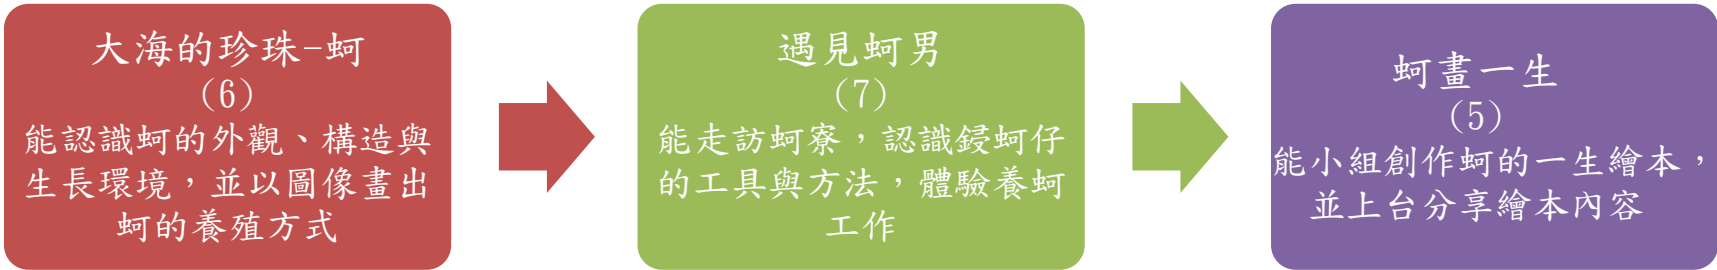 大海的珍珠-蚵
(6)
能認識蚵的外觀、構造與
生長環境，並以圖像畫出
蚵的養殖方式
遇見蚵男
(7)
能走訪蚵寮，認識鋟蚵仔
的工具與方法，體驗養蚵
工作
蚵畫一生
(5)
能小組創作蚵的一生繪本，
並上台分享繪本內容